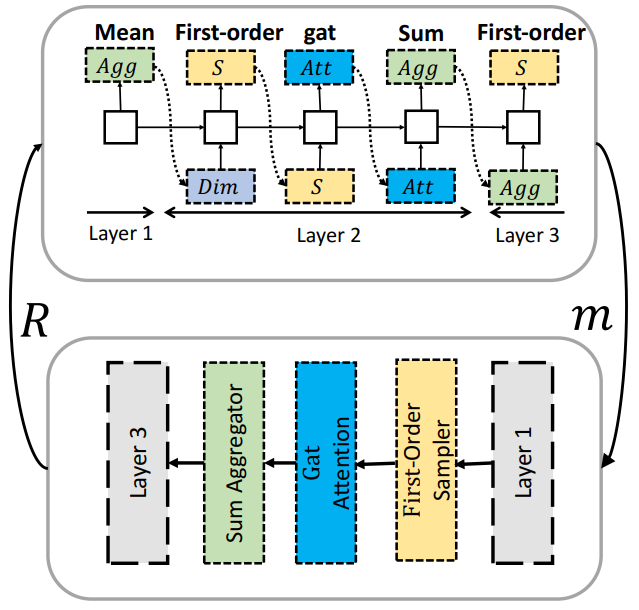 Mean First-order gat Sum First-order
Agg S Att Agg S
Dim S Att Agg
Layer 1 Layer 2 Layer 3
R m
Layer 3
Sum Aggregator
Gat
Attention
First-Order
Sampler
Layer 1